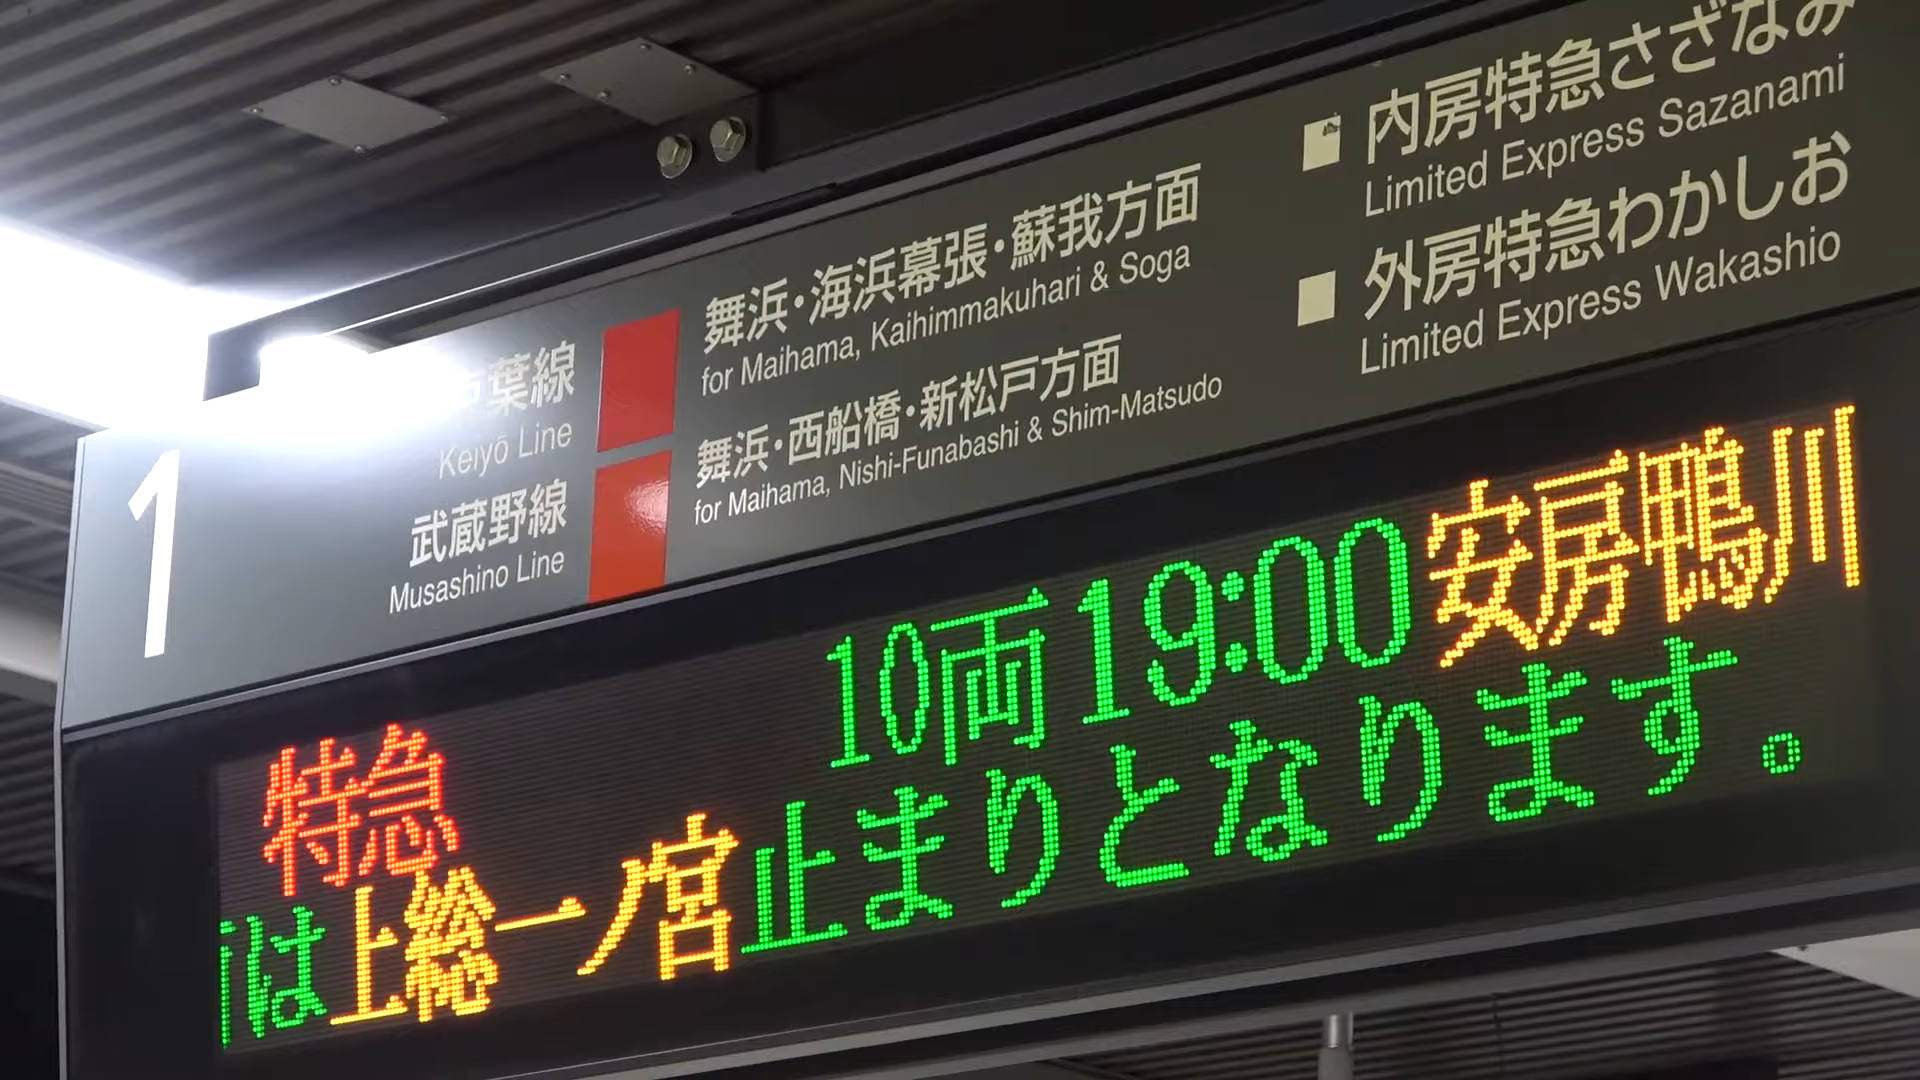 1
葉線
Keiyō Line
武蔵野線
Musashino Line
舞浜・海浜幕張・蘇我方面
for Maihama, Kaihimmakuhari & Soga
舞浜・西船橋・新松戸方面
for Maihama, Nishi-Funabashi & Shim-Matsudo
内房特急さざなみ
Limited Express Sazanami
外房特急わかしお
Limited Express Wakashio
特急 10両 19:00 安房鴨川
は上総一ノ宮止まりとなります。